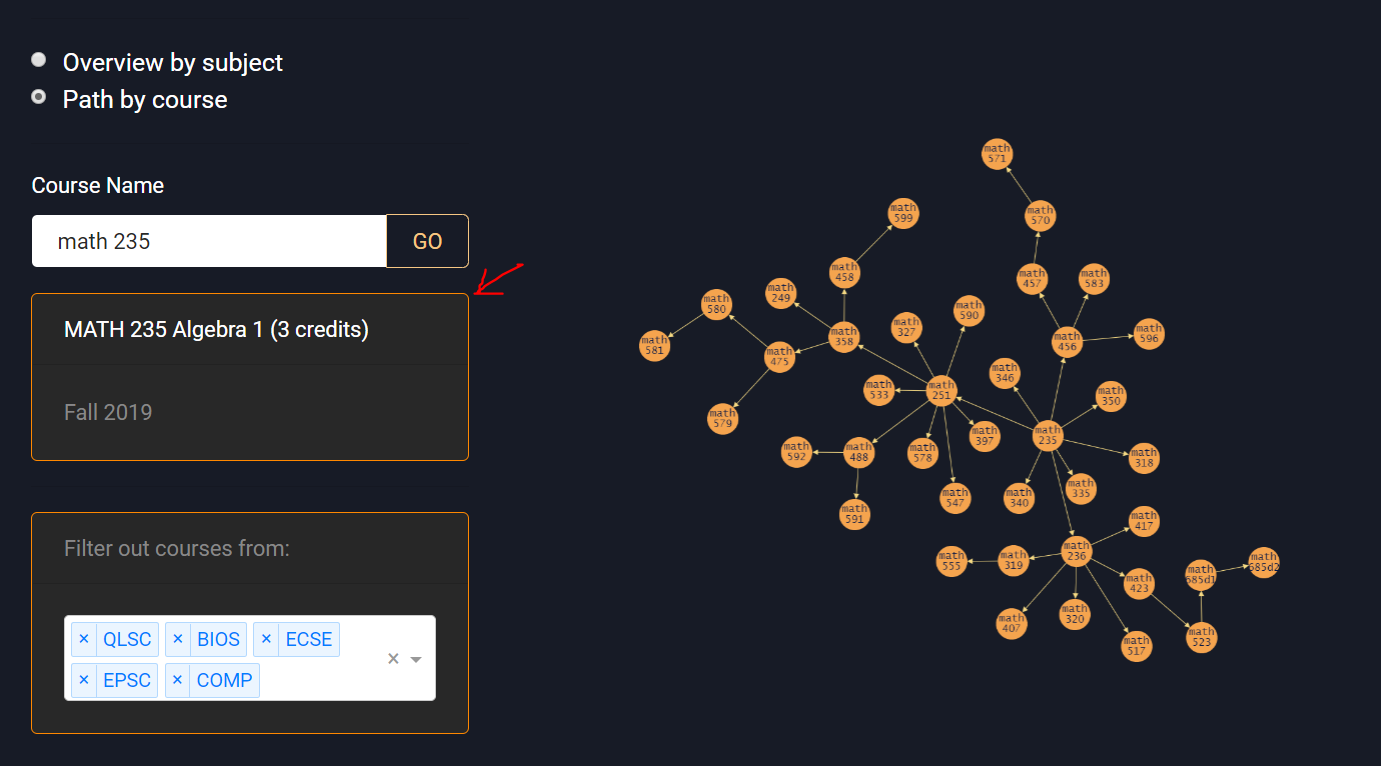 Overview by subject
Path by course
Course Name
math 235
GO
MATH 235 Algebra 1 (3 credits)
Fall 2019
Filter out courses from:
× QLSC × BIOS × ECSE
× EPSC × COMP
×
math
571
math
599
math
570
math
458
math
457
math
583
math
249
math
580
math
590
math
327
math
358
math
456
math
596
math
581
math
475
math
346
math
533
math
251
math
350
math
579
math
397
math
235
math
592
math
488
math
578
math
318
math
335
math
547
math
340
math
591
math
417
math
236
math
555
math
319
math
685d2
math
685d1
math
423
math
407
math
320
math
517
math
523